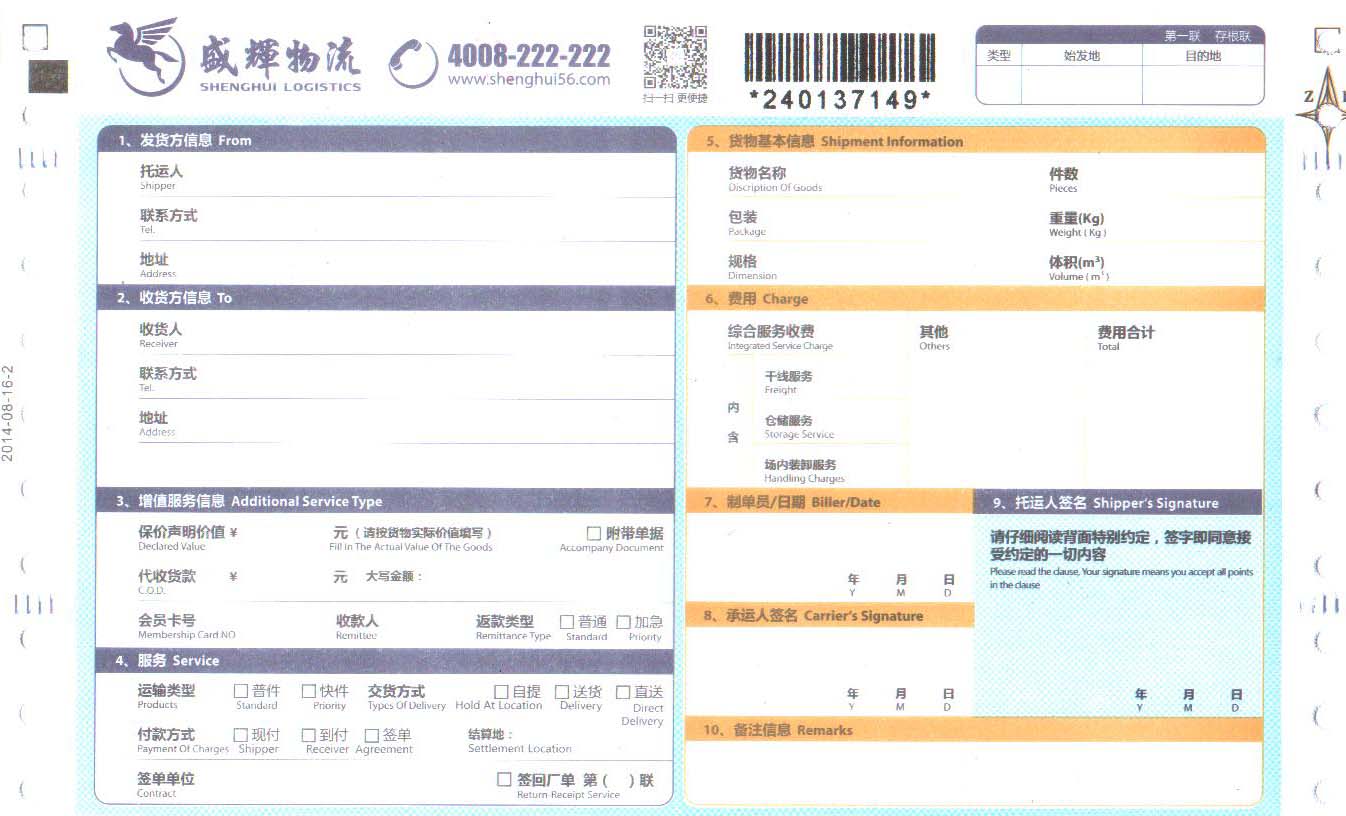 盛輝物流
SHENGHUI LOGISTICS
4008-222-222
www.shenghui56.com
扫一扫 更便捷
*240137149*
第一联 存根联
类型 始发地 目的地
Z
2014-08-16-2
1、发货方信息 From
托运人
Shipper
联系方式
Tel.
地址
Address
2、收货方信息 To
收货人
Receiver
联系方式
Tel.
地址
Address
3、增值服务信息 Additional Service Type
保价声明价值 ¥ 元（请按货物实际价值填写） 附带单据
Declared Value Fill In The Actual Value Of The Goods Accompany Document
代收货款 ¥ 元 大写金额：
C.O.D.
会员卡号 收款人 返款类型 普通 加急
Membership Card NO Remittee Remittance Type Standard Priority
4、服务 Service
运输类型 普件 快件 交货方式 自提 送货 直送
Products Standard Priority Types Of Delivery Hold At Location Delivery Direct
Delivery
付款方式 现付 到付 签单 结算地：
Payment Of Charges Shipper Receiver Agreement Settlement Location
签单单位 签回厂单 第（ ）联
Contract Return Receipt Service
5、货物基本信息 Shipment Information
货物名称 件数
Discription Of Goods Pieces
包装 重量(Kg)
Package Weight ( Kg )
规格 体积(m³)
Dimension Volume ( m³ )
6、费用 Charge
综合服务收费 其他 费用合计
Integrated Service Charge Others Total
干线服务
Freight
内
仓储服务
含
Storage Service
场内装卸服务
Handling Charges
7、制单员/日期 Biller/Date
年 月 日
Y M D
8、承运人签名 Carrier's Signature
年 月 日
Y M D
9、托运人签名 Shipper's Signature
请仔细阅读背面特别约定，签字即同意接
受约定的一切内容
Please read the clause, Your signature means you accept all points
in the clause
年 月 日
Y M D
10、备注信息 Remarks